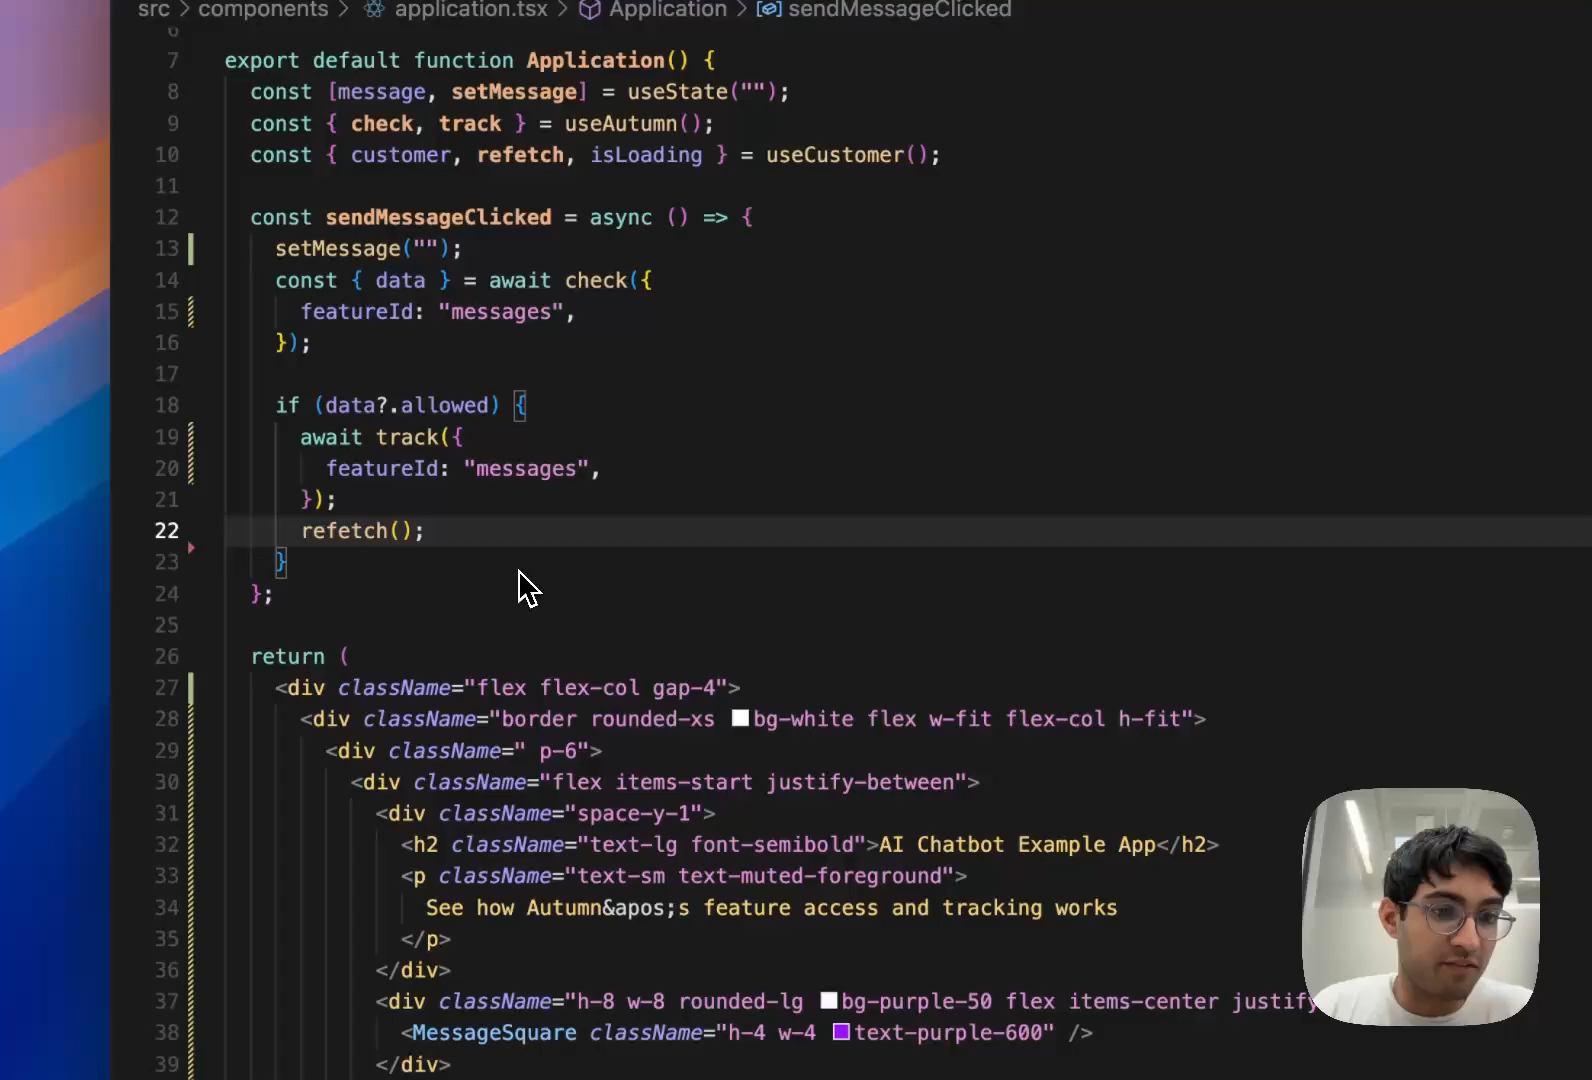 src > components > application.tsx > Application > sendMessageClicked
6
7 export default function Application() {
8 const [message, setMessage] = useState("");
9 const { check, track } = useAutumn();
10 const { customer, refetch, isLoading } = useCustomer();
11
12 const sendMessageClicked = async () => {
13 setMessage("");
14 const { data } = await check({
15 featureId: "messages",
16 });
17
18 if (data?.allowed) {
19 await track({
20 featureId: "messages",
21 });
22 refetch();
23 }
24 };
25
26 return (
27 <div className="flex flex-col gap-4">
28 <div className="border rounded-xs bg-white flex w-fit flex-col h-fit">
29 <div className=" p-6">
30 <div className="flex items-start justify-between">
31 <div className="space-y-1">
32 <h2 className="text-lg font-semibold">AI Chatbot Example App</h2>
33 <p className="text-sm text-muted-foreground">
34 See how Autumn&apos;s feature access and tracking works
35 </p>
36 </div>
37 <div className="h-8 w-8 rounded-lg bg-purple-50 flex items-center justify
38 <MessageSquare className="h-4 w-4 text-purple-600" />
39 </div>